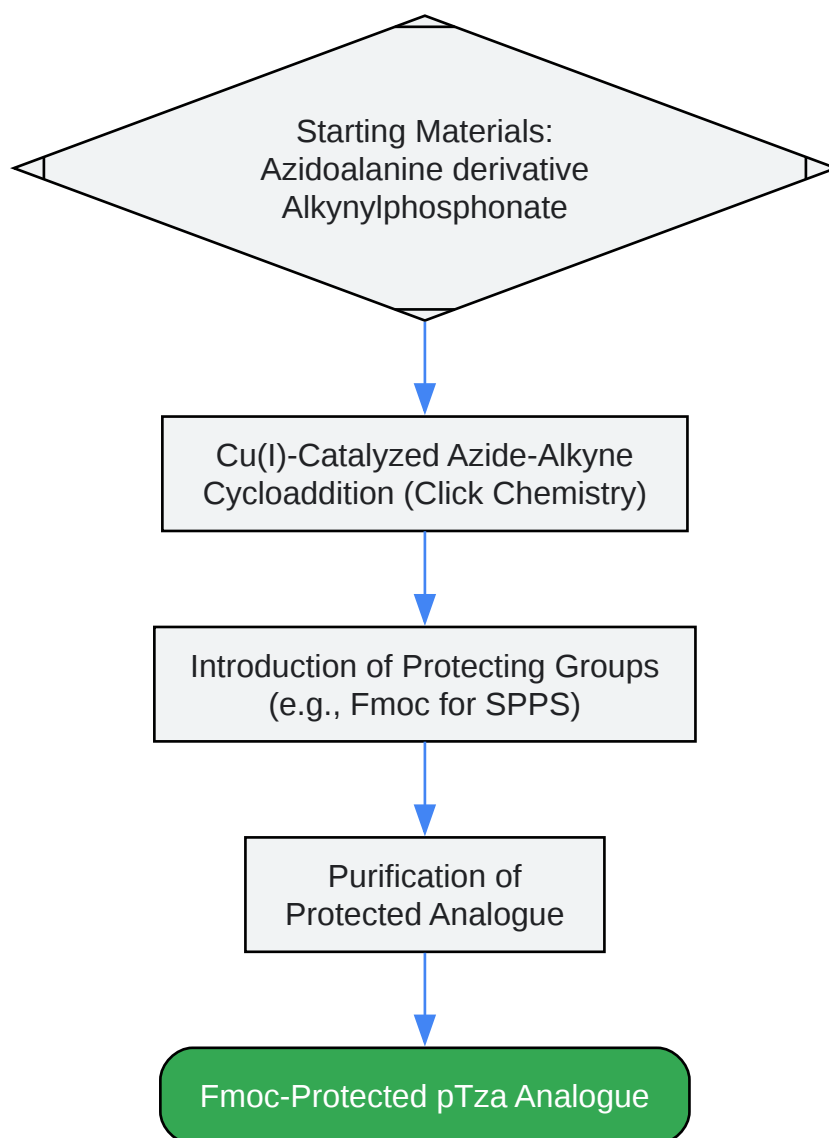 Starting Materials:
Azidoalanine derivative
Alkynylphosphonate
Cu(I)-Catalyzed Azide-Alkyne
Cycloaddition (Click Chemistry)
Introduction of Protecting Groups
(e.g., Fmoc for SPPS)
Purification of
Protected Analogue
Fmoc-Protected pTza Analogue